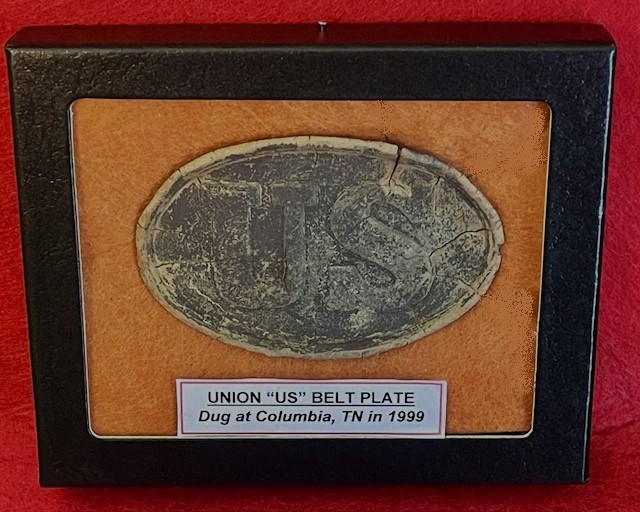 US
UNION “US” BELT PLATE
Dug at Columbia, TN in 1999